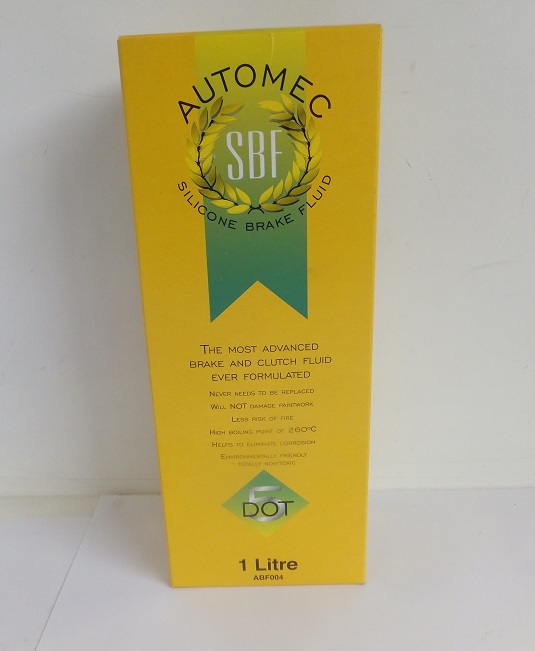 AUTOMEC
SBF
SILICONE BRAKE FLUID
THE MOST ADVANCED
BRAKE AND CLUTCH FLUID
EVER FORMULATED
NEVER NEEDS TO BE REPLACED
WILL NOT DAMAGE PAINTWORK
LESS RISK OF FIRE
HIGH BOILING POINT OF 260ºC
HELPS TO ELIMINATE CORROSION
ENVIRONMENTALLY FRIENDLY
- TOTALLY NONTOXIC
5
DOT
1 Litre
ABF004